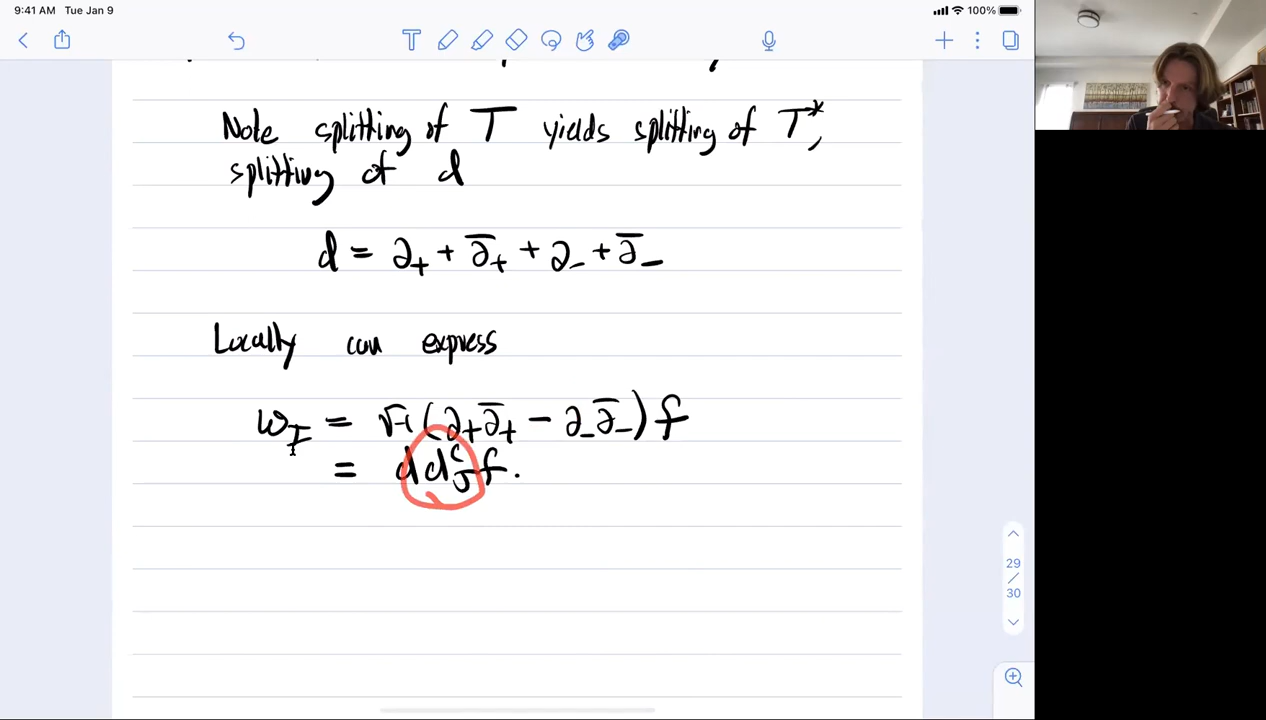 9:41 AM Tue Jan 9
100%
Note splitting of T yields splitting of T*,
splitting of d
d = ∂₊ + ∂̄₊ + ∂₋ + ∂̄₋
Locally can express
ω_I = √-1 (∂₊∂̄₊ - ∂₋∂̄₋) f
= d d^c_J f.
29
/
30